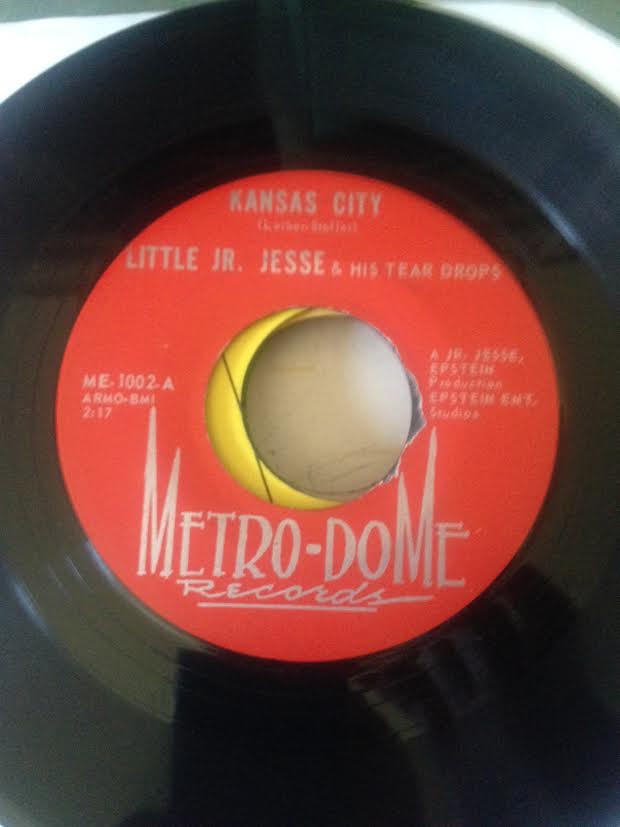 KANSAS CITY
(Leiber-Stoller)
LITTLE JR. JESSE & HIS TEAR DROPS
ME-1002-A
ARMO-BMI
2:17
A JR. JESSE,
EPSTEIN
Production
EPSTEIN ENT.
Studios
METRO-DOME
Records